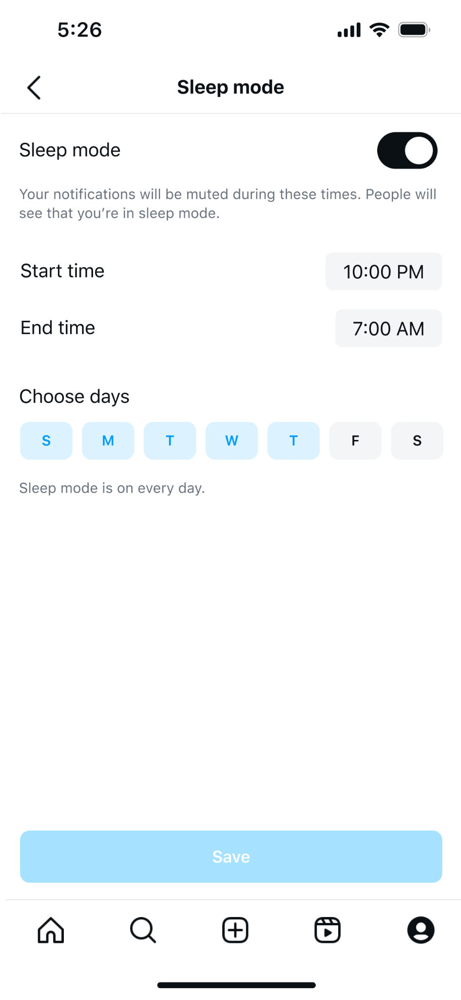 5:26
Sleep mode
Sleep mode
Your notifications will be muted during these times. People will
see that you’re in sleep mode.
Start time
10:00 PM
End time
7:00 AM
Choose days
S M T W T F S
Sleep mode is on every day.
Save